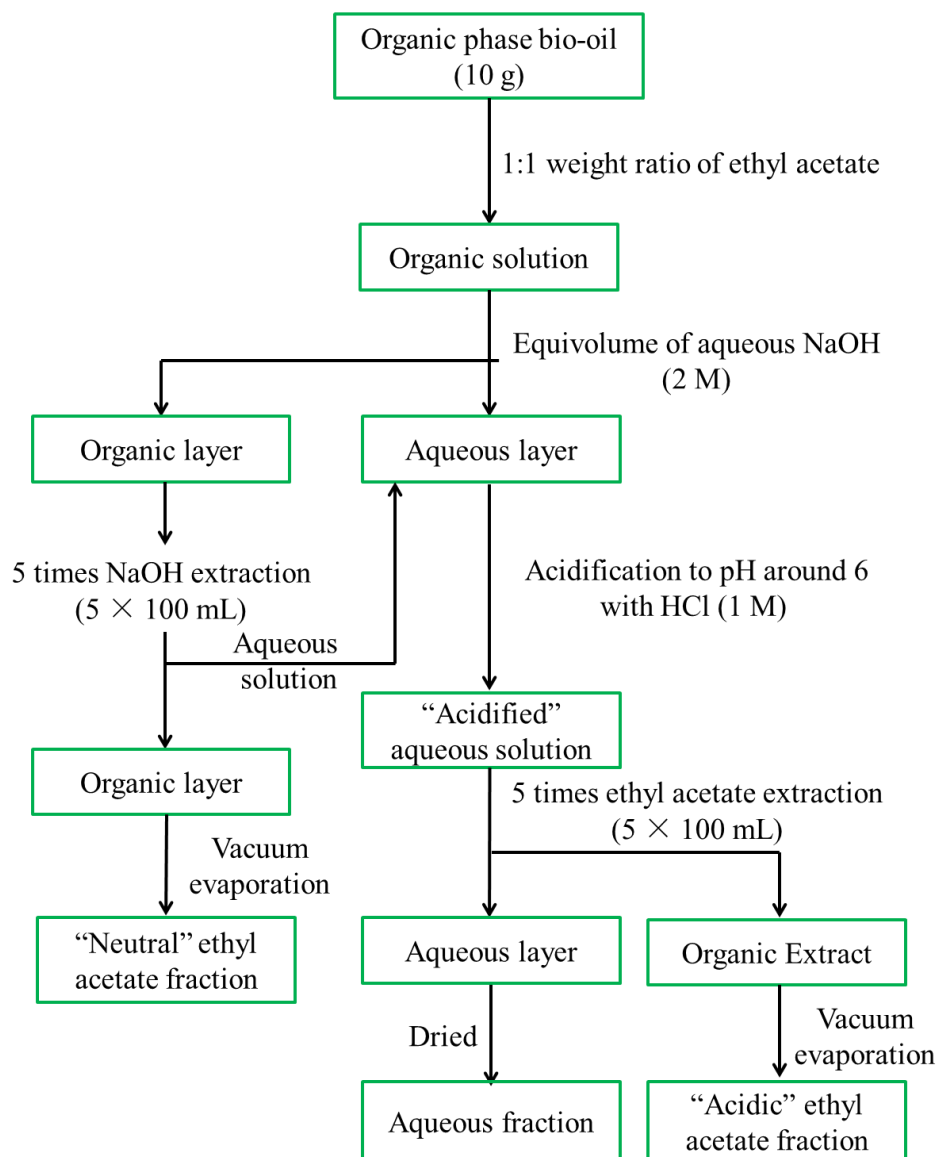 Organic phase bio-oil
(10 g)
1:1 weight ratio of ethyl acetate
Organic solution
Equivolume of aqueous NaOH
(2 M)
Organic layer
Aqueous layer
5 times NaOH extraction
(5 × 100 mL)
Acidification to pH around 6
with HCl (1 M)
Aqueous
solution
“Acidified”
aqueous solution
Organic layer
5 times ethyl acetate extraction
(5 × 100 mL)
Vacuum
evaporation
“Neutral” ethyl
acetate fraction
Aqueous layer
Organic Extract
Dried
Vacuum
evaporation
Aqueous fraction
“Acidic” ethyl
acetate fraction